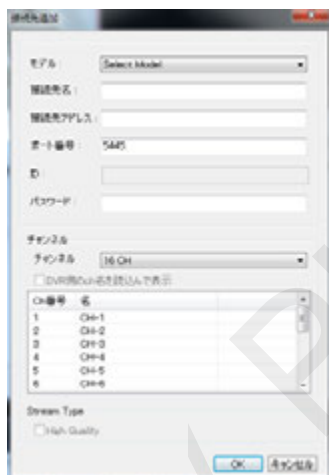 接続先追加
モデル : Select Model
接続先名 :
接続先アドレス :
ポート番号 : 5445
ID :
パスワード :
チャンネル
チャンネル 16 CH
DVR側のch名を読込んで表示
Ch番号 名
1 CH-1
2 CH-2
3 CH-3
4 CH-4
5 CH-5
6 CH-6
Stream Type
High Quality
OK キャンセル